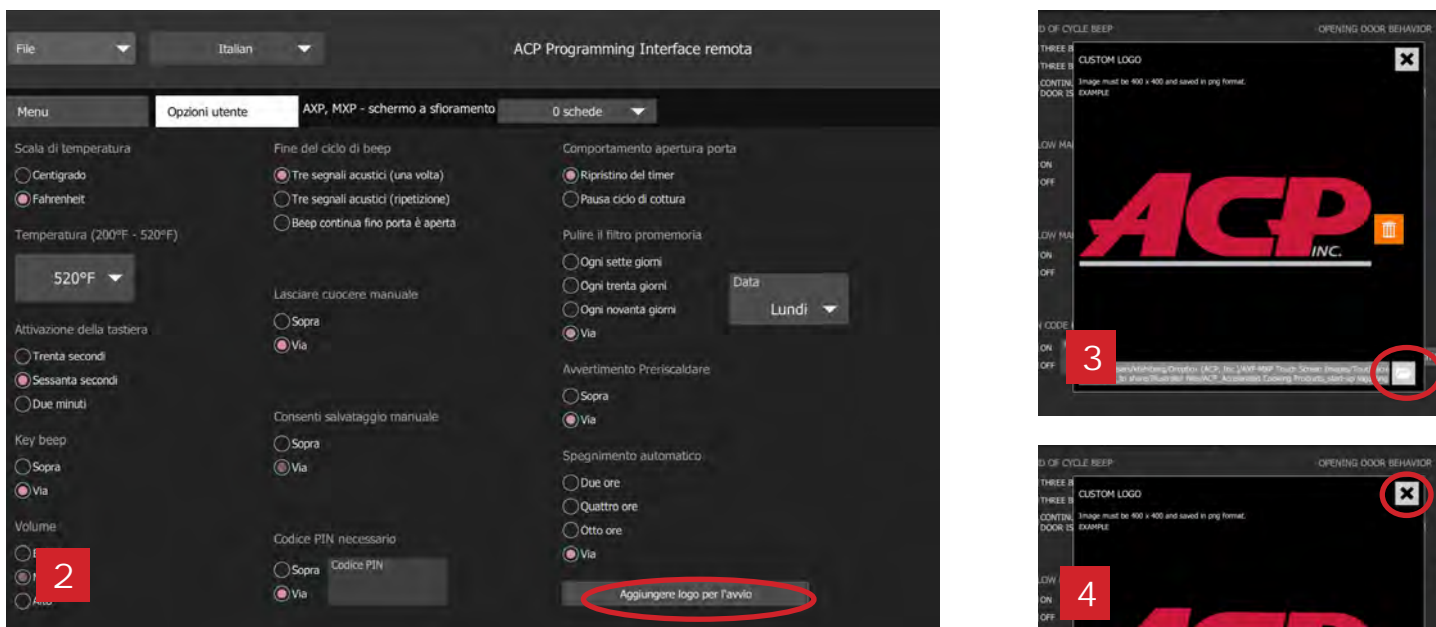 File
Italian
ACP Programming Interface remota
Menu
Opzioni utente
AXP, MXP - schermo a sfioramento
0 schede
Scala di temperatura
Centigrado
Fahrenheit
Temperatura (200°F - 520°F)
520°F
Attivazione della tastiera
Trenta secondi
Sessanta secondi
Due minuti
Key beep
Sopra
Via
Volume
2
Fine del ciclo di beep
Tre segnali acustici (una volta)
Tre segnali acustici (ripetizione)
Beep continua fino porta è aperta
Lasciare cuocere manuale
Sopra
Via
Consenti salvataggio manuale
Sopra
Via
Codice PIN necessario
Sopra
Via
Codice PIN
Comportamento apertura porta
Ripristino del timer
Pausa ciclo di cottura
Pulire il filtro promemoria
Ogni sette giorni
Ogni trenta giorni
Ogni novanta giorni
Via
Data
Lundi
Avvertimento Preriscaldare
Sopra
Via
Spegnimento automatico
Due ore
Quattro ore
Otto ore
Via
Aggiungere logo per l'avvio
D OF CYCLE BEEP
OPENING DOOR BEHAVIOR
THREE B
THREE B
CONTIN
DOOR IS
CUSTOM LOGO
Image must be 400 x 400 and saved in png format.
EXAMPLE
LOW MA
ON
OFF
LOW MA
ON
OFF
CODE
ON
OFF
ACP
INC.
3
D OF CYCLE BEEP
OPENING DOOR BEHAVIOR
THREE B
THREE B
CONTIN
DOOR IS
CUSTOM LOGO
Image must be 400 x 400 and saved in png format.
EXAMPLE
LOW
ON
OFF
4